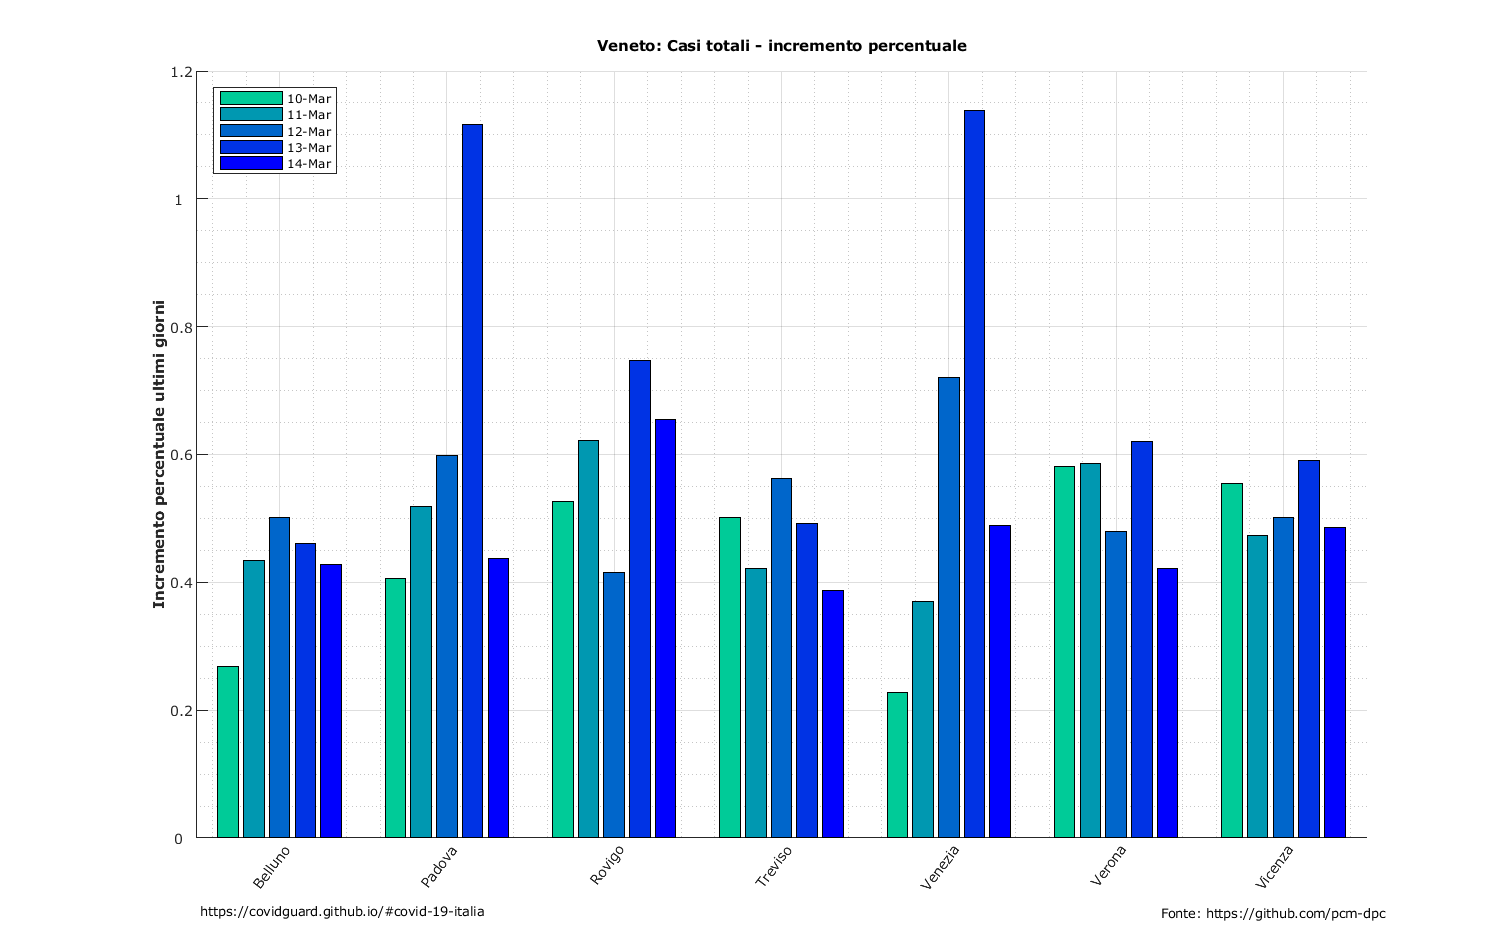 Veneto: Casi totali - incremento percentuale
1.2
1
0.8
0.6
0.4
0.2
0
Incremento percentuale ultimi giorni
10-Mar
11-Mar
12-Mar
13-Mar
14-Mar
Belluno
Padova
Rovigo
Treviso
Venezia
Verona
Vicenza
https://covidguard.github.io/#covid-19-italia
Fonte: https://github.com/pcm-dpc